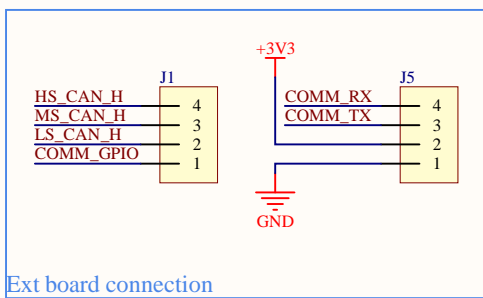 +3V3
J1
J5
HS_CAN_H
4
MS_CAN_H
3
LS_CAN_H
2
COMM_GPIO
1
COMM_RX
4
COMM_TX
3
2
1
GND
Ext board connection